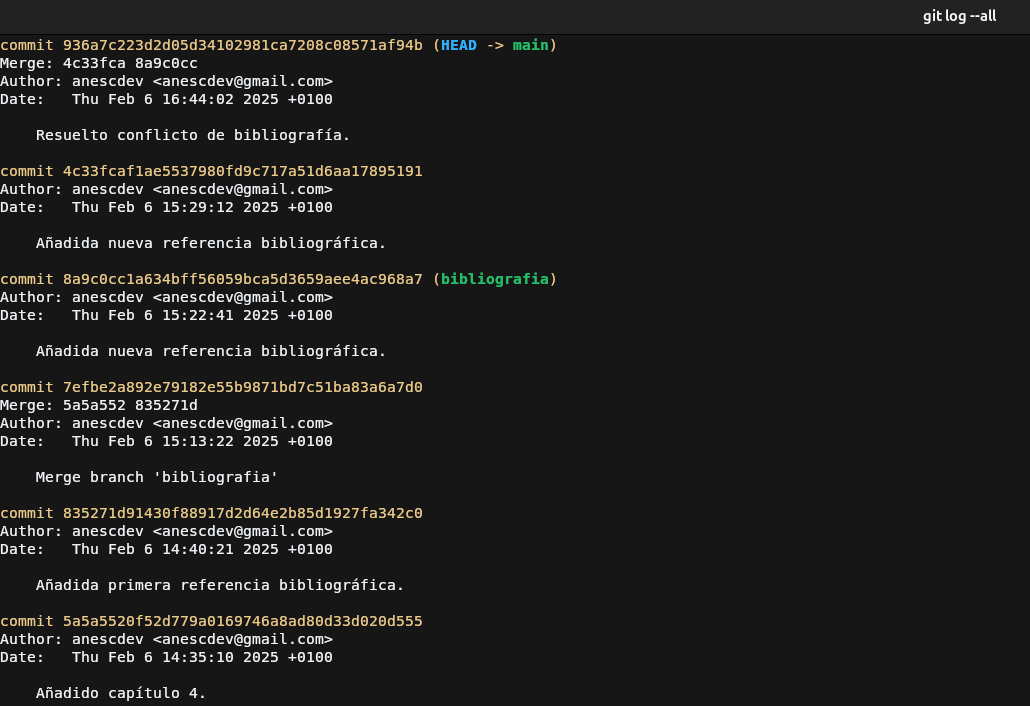 git log --all
commit 936a7c223d2d05d34102981ca7208c08571af94b (HEAD -> main)
Merge: 4c33fca 8a9c0cc
Author: anescdev <anescdev@gmail.com>
Date:   Thu Feb 6 16:44:02 2025 +0100
    Resuelto conflicto de bibliografía.
commit 4c33fcaf1ae5537980fd9c717a51d6aa17895191
Author: anescdev <anescdev@gmail.com>
Date:   Thu Feb 6 15:29:12 2025 +0100
    Añadida nueva referencia bibliográfica.
commit 8a9c0cc1a634bff56059bca5d3659aee4ac968a7 (bibliografia)
Author: anescdev <anescdev@gmail.com>
Date:   Thu Feb 6 15:22:41 2025 +0100
    Añadida nueva referencia bibliográfica.
commit 7efbe2a892e79182e55b9871bd7c51ba83a6a7d0
Merge: 5a5a552 835271d
Author: anescdev <anescdev@gmail.com>
Date:   Thu Feb 6 15:13:22 2025 +0100
    Merge branch 'bibliografia'
commit 835271d91430f88917d2d64e2b85d1927fa342c0
Author: anescdev <anescdev@gmail.com>
Date:   Thu Feb 6 14:40:21 2025 +0100
    Añadida primera referencia bibliográfica.
commit 5a5a5520f52d779a0169746a8ad80d33d020d555
Author: anescdev <anescdev@gmail.com>
Date:   Thu Feb 6 14:35:10 2025 +0100
    Añadido capítulo 4.